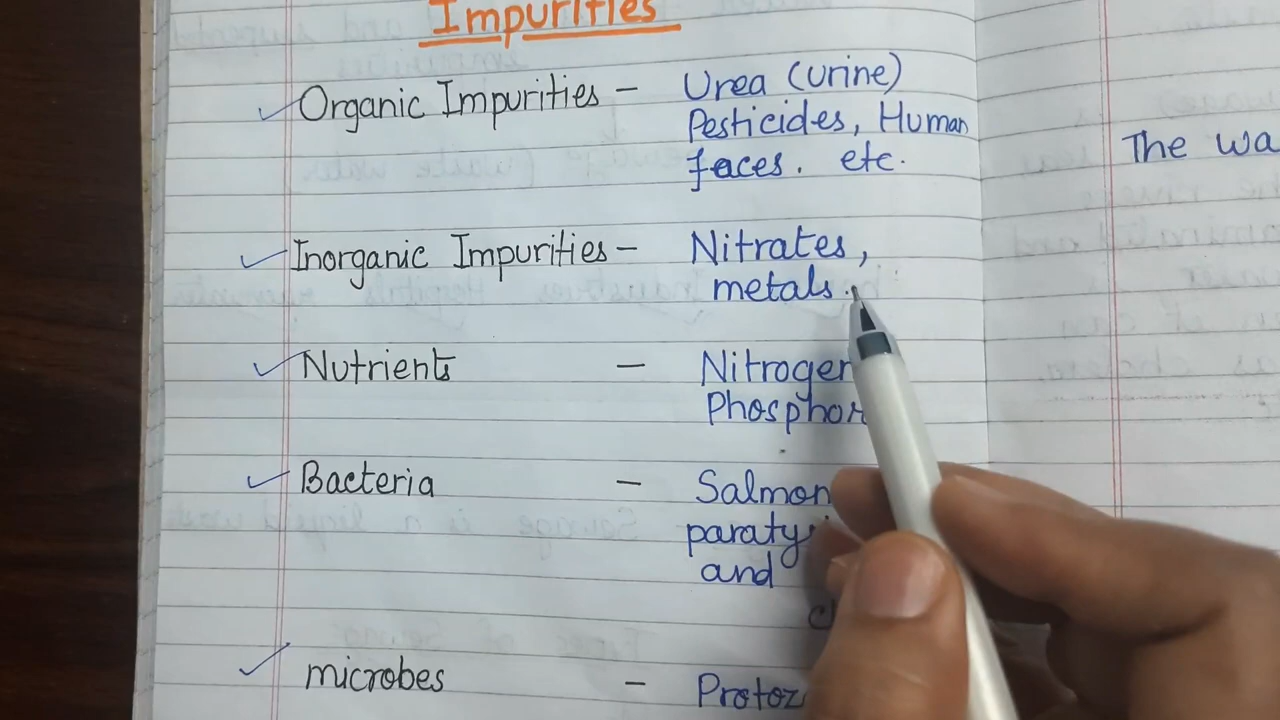 Impurities
Organic Impurities - Urea (urine)
Pesticides, Human
faces. etc.
The wa
Inorganic Impurities - Nitrates,
metals.
Nutrients - Nitrogen
Phosphor
Bacteria - Salmon
paraty
and
microbes - Protoz